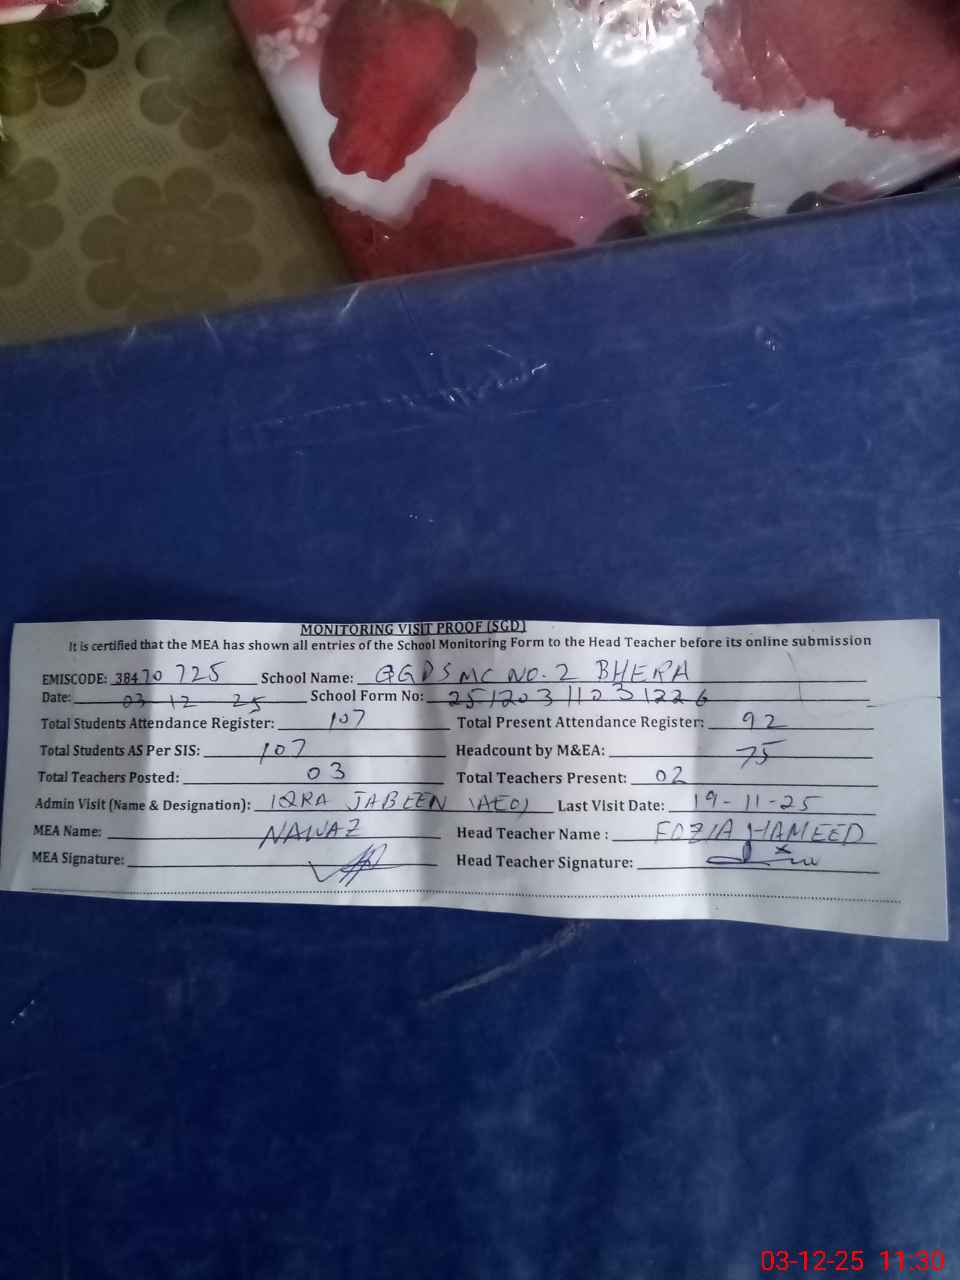 MONITORING VISIT PROOF (SGD)
It is certified that the MEA has shown all entries of the School Monitoring Form to the Head Teacher before its online submission
EMISCODE: 38470 725 School Name: GGPS MC NO. 2 BHERA
Date: 03 - 12 - 25 School Form No: 25120311031226
Total Students Attendance Register: 107 Total Present Attendance Register: 92
Total Students AS Per SIS: 107 Headcount by M&EA: 75
Total Teachers Posted: 03 Total Teachers Present: 02
Admin Visit (Name & Designation): IQRA JABEEN (AEO) Last Visit Date: 19-11-25
MEA Name: NAWAZ Head Teacher Name : FOZIA HAMEED
MEA Signature: Head Teacher Signature:
03-12-25 11:30